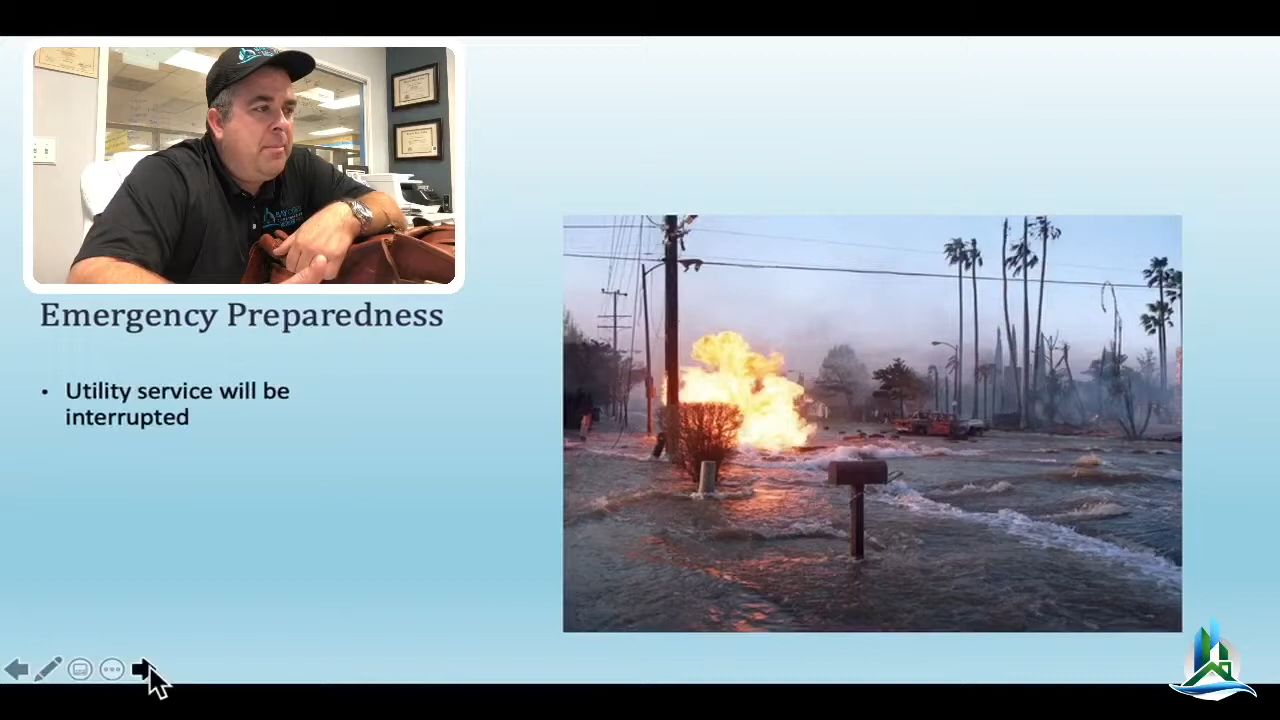 Emergency Preparedness
• Utility service will be
interrupted